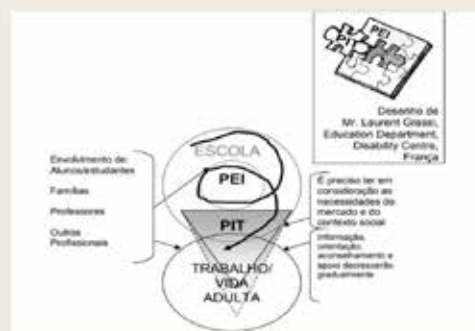 PEI
PIT
Desenho de
Mr. Laurent
Education Department,
Disability Centre,
França
ESCOLA
PEI
PIT
TRABALHO/
VIDA
ADULTA
Envolvimento de:
Alunos/estudantes
Famílias
Professores
Outros
Profissionais
É preciso ter em
consideração as
necessidades do
mercado e do
contexto social
Informação,
orientação,
aconselhamento e
apoio decrescerão
gradualmente